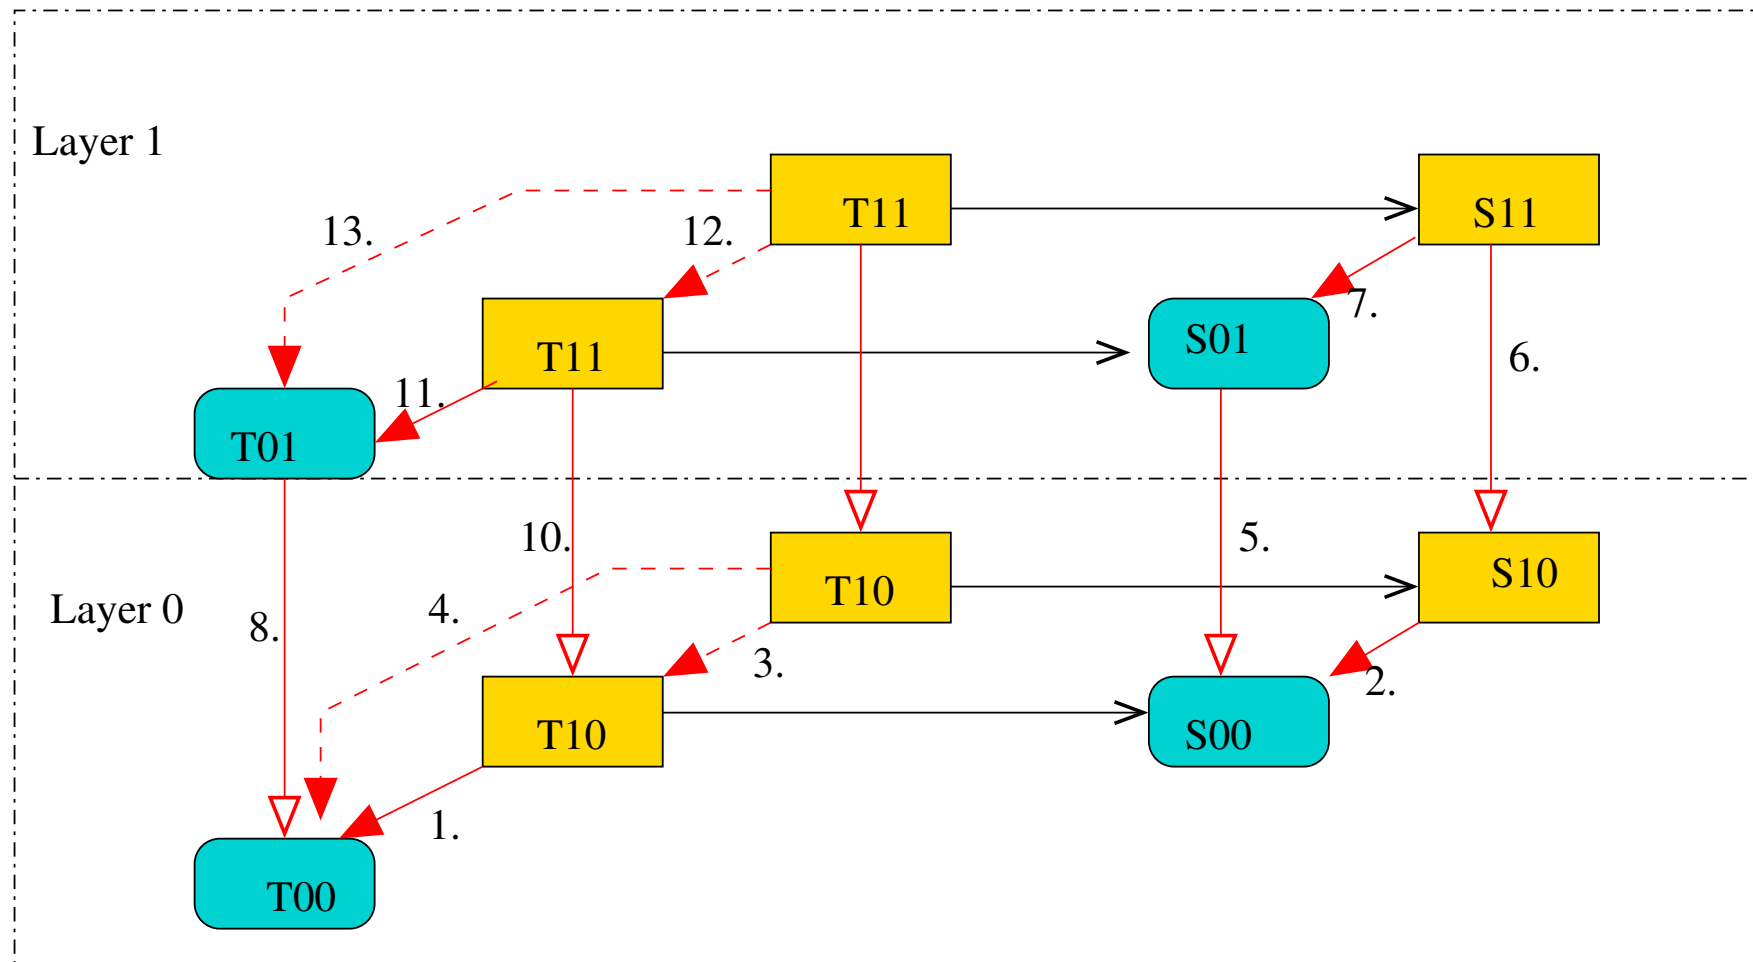 Layer 1
T11
S11
13.
12.
7.
S01
T11
6.
11.
T01
10.
5.
T10
S10
Layer 0
4.
8.
3.
2.
T10
S00
1.
T00